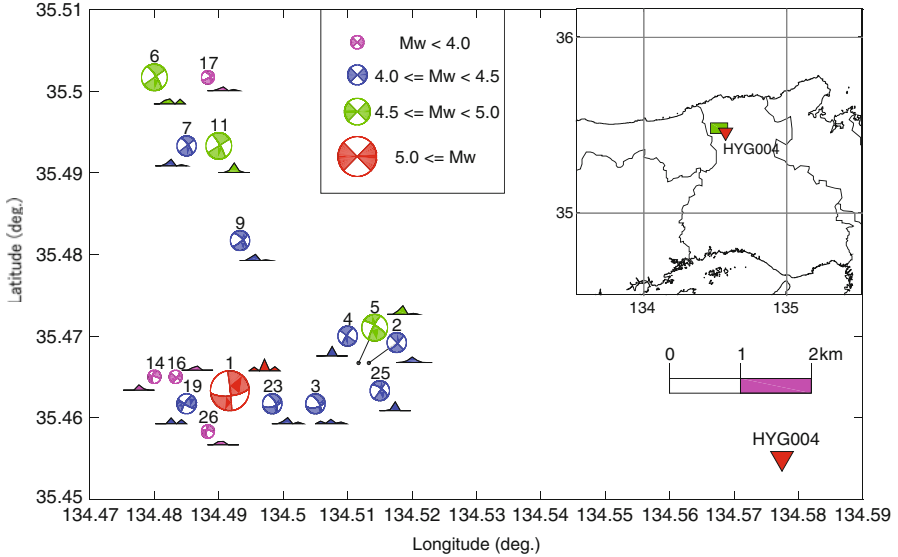 35.51
35.5
35.49
35.48
35.47
35.46
35.45
Latitude (deg.)
134.47 134.48 134.49 134.5 134.51 134.52 134.53 134.54 134.55 134.56 134.57 134.58 134.59
Longitude (deg.)
Mw < 4.0
4.0 <= Mw < 4.5
4.5 <= Mw < 5.0
5.0 <= Mw
6
17
7
11
9
5
4
2
14
16
1
19
23
3
25
26
36
35
134
135
HYG004
0 1 2km
HYG004